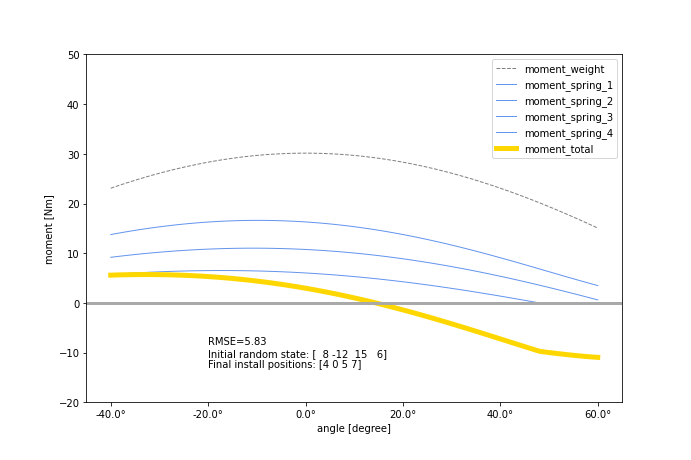 50
40
30
20
10
0
−10
−20
moment [Nm]
-40.0°
-20.0°
0.0°
20.0°
40.0°
60.0°
angle [degree]
moment_weight
moment_spring_1
moment_spring_2
moment_spring_3
moment_spring_4
moment_total
RMSE=5.83
Initial random state: [  8 -12  15   6]
Final install positions: [4 0 5 7]